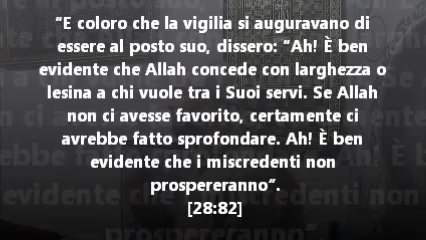 "E coloro che la vigilia si auguravano di
essere al posto suo, dissero: "Ah! È ben
evidente che Allah concede con larghezza o
lesina a chi vuole tra i Suoi servi. Se Allah
non ci avesse favorito, certamente ci
avrebbe fatto sprofondare. Ah! È ben
evidente che i miscredenti non
prospereranno".
[28:82]